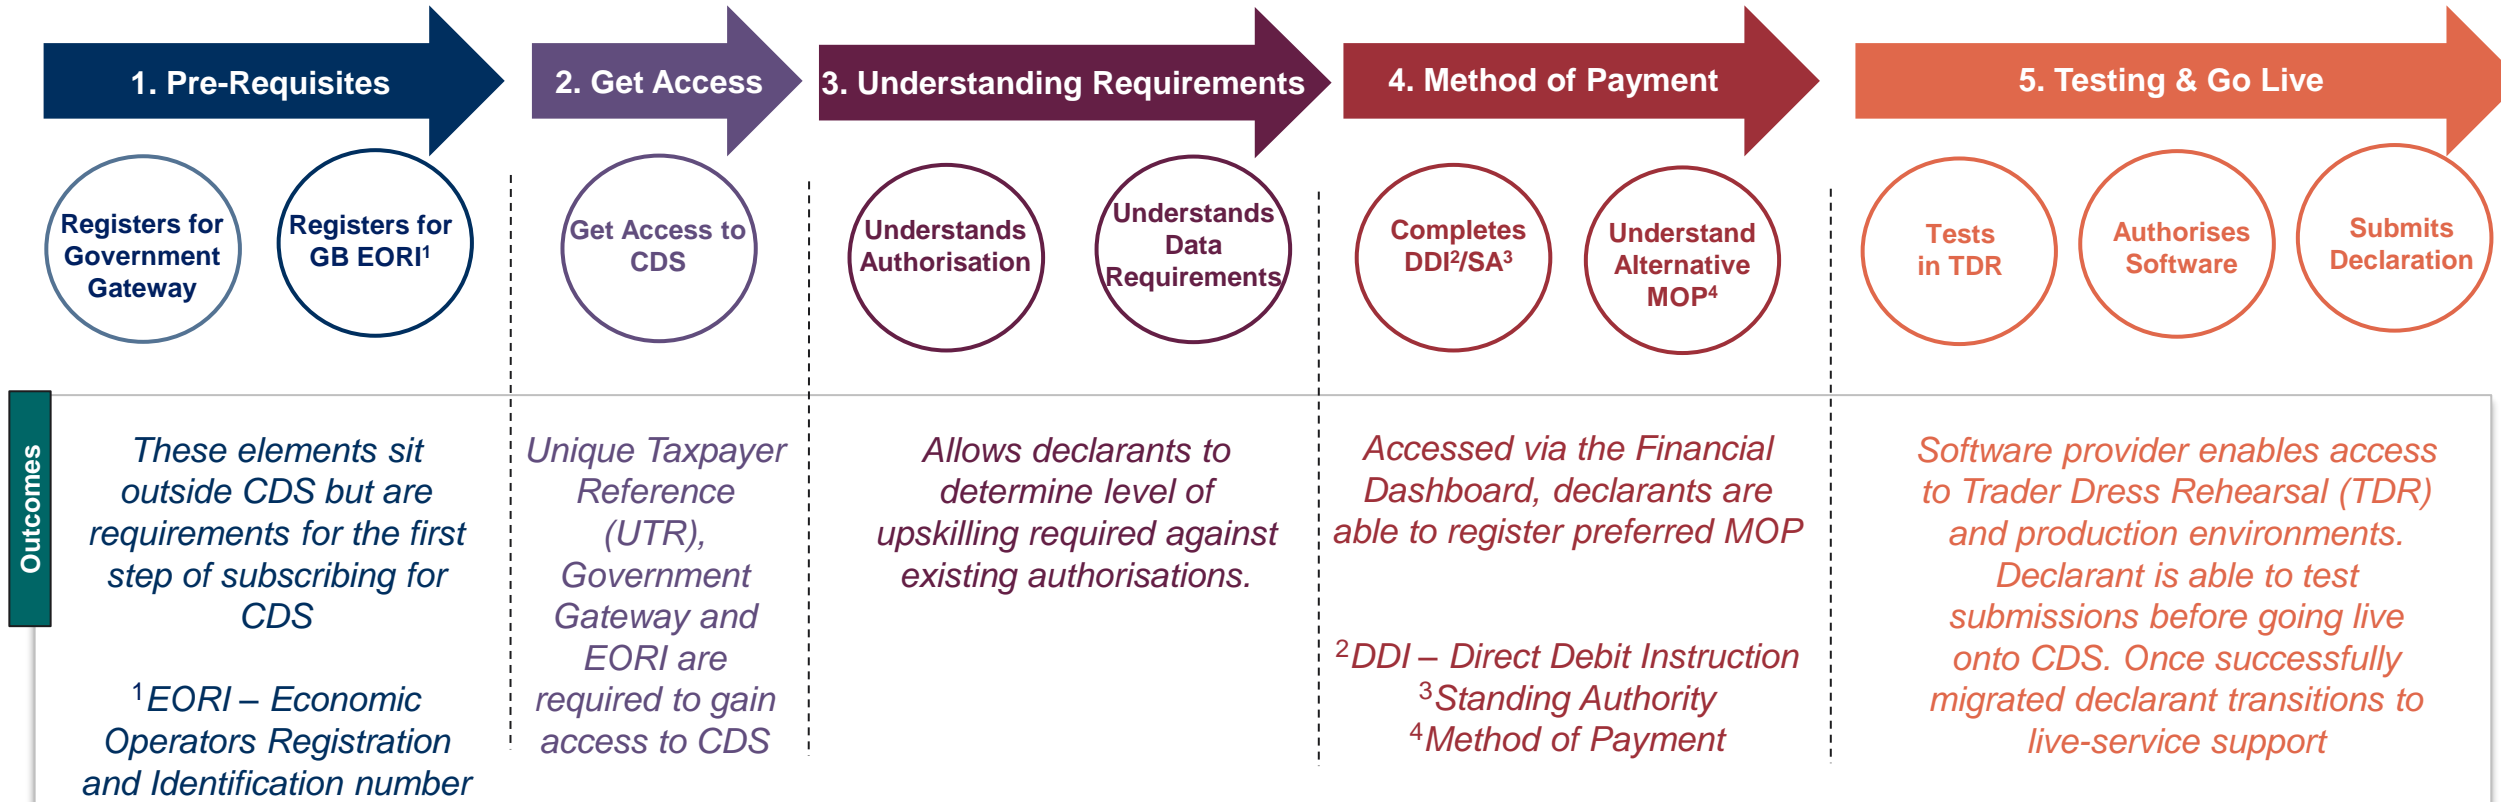 1. Pre-Requisites
2. Get Access
3. Understanding Requirements
4. Method of Payment
5. Testing & Go Live
Registers for
Government
Gateway
Registers for
GB EORI¹
Get Access to
CDS
Understands
Authorisation
Understands
Data
Requirements
Completes
DDI²/SA³
Understand
Alternative
MOP⁴
Tests
in TDR
Authorises
Software
Submits
Declaration
Outcomes
These elements sit
outside CDS but are
requirements for the first
step of subscribing for
CDS
¹EORI – Economic
Operators Registration
and Identification number
Unique Taxpayer
Reference
(UTR),
Government
Gateway and
EORI are
required to gain
access to CDS
Allows declarants to
determine level of
upskilling required against
existing authorisations.
Accessed via the Financial
Dashboard, declarants are
able to register preferred MOP
²DDI – Direct Debit Instruction
³Standing Authority
⁴Method of Payment
Software provider enables access
to Trader Dress Rehearsal (TDR)
and production environments.
Declarant is able to test
submissions before going live
onto CDS. Once successfully
migrated declarant transitions to
live-service support